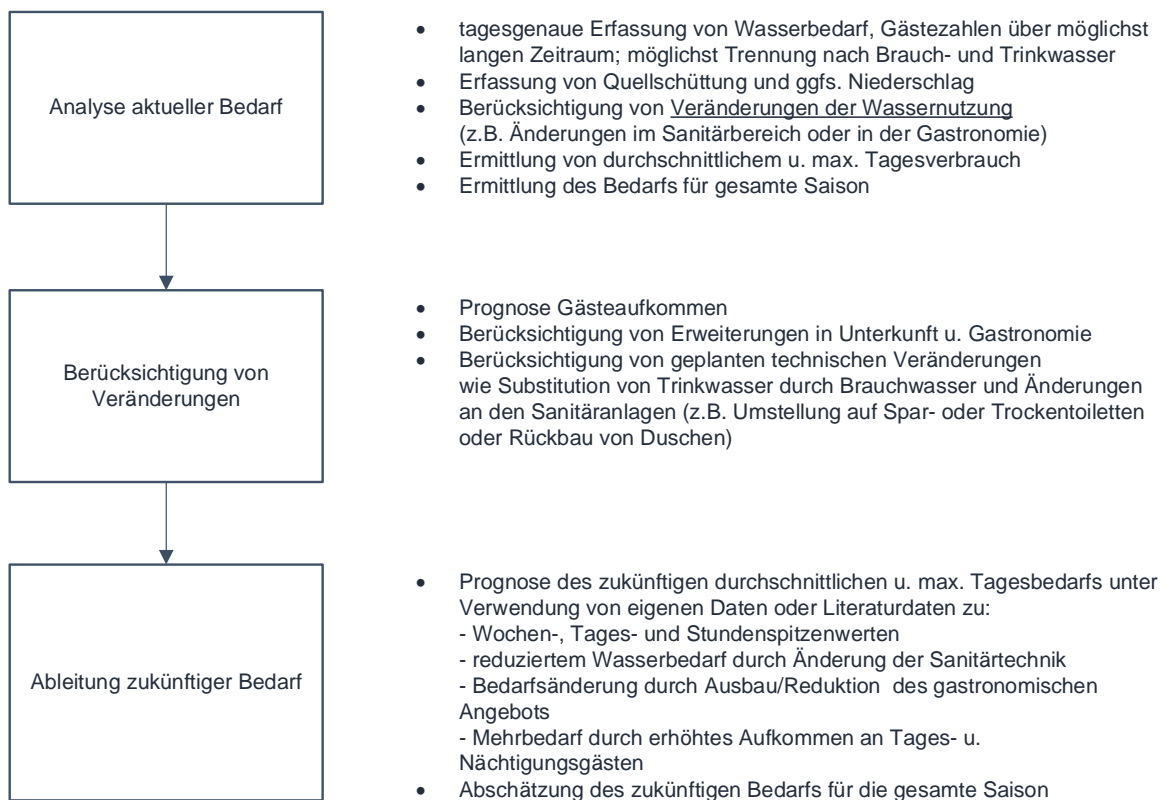 Analyse aktueller Bedarf
• tagesgenaue Erfassung von Wasserbedarf, Gästezahlen über möglichst
langen Zeitraum; möglichst Trennung nach Brauch- und Trinkwasser
• Erfassung von Quellschüttung und ggfs. Niederschlag
• Berücksichtigung von Veränderungen der Wassernutzung
(z.B. Änderungen im Sanitärbereich oder in der Gastronomie)
• Ermittlung von durchschnittlichem u. max. Tagesverbrauch
• Ermittlung des Bedarfs für gesamte Saison
Berücksichtigung von
Veränderungen
• Prognose Gästeaufkommen
• Berücksichtigung von Erweiterungen in Unterkunft u. Gastronomie
• Berücksichtigung von geplanten technischen Veränderungen
wie Substitution von Trinkwasser durch Brauchwasser und Änderungen
an den Sanitäranlagen (z.B. Umstellung auf Spar- oder Trockentoiletten
oder Rückbau von Duschen)
Ableitung zukünftiger Bedarf
• Prognose des zukünftigen durchschnittlichen u. max. Tagesbedarfs unter
Verwendung von eigenen Daten oder Literaturdaten zu:
- Wochen-, Tages- und Stundenspitzenwerten
- reduziertem Wasserbedarf durch Änderung der Sanitärtechnik
- Bedarfsänderung durch Ausbau/Reduktion des gastronomischen
Angebots
- Mehrbedarf durch erhöhtes Aufkommen an Tages- u.
Nächtigungsgästen
• Abschätzung des zukünftigen Bedarfs für die gesamte Saison